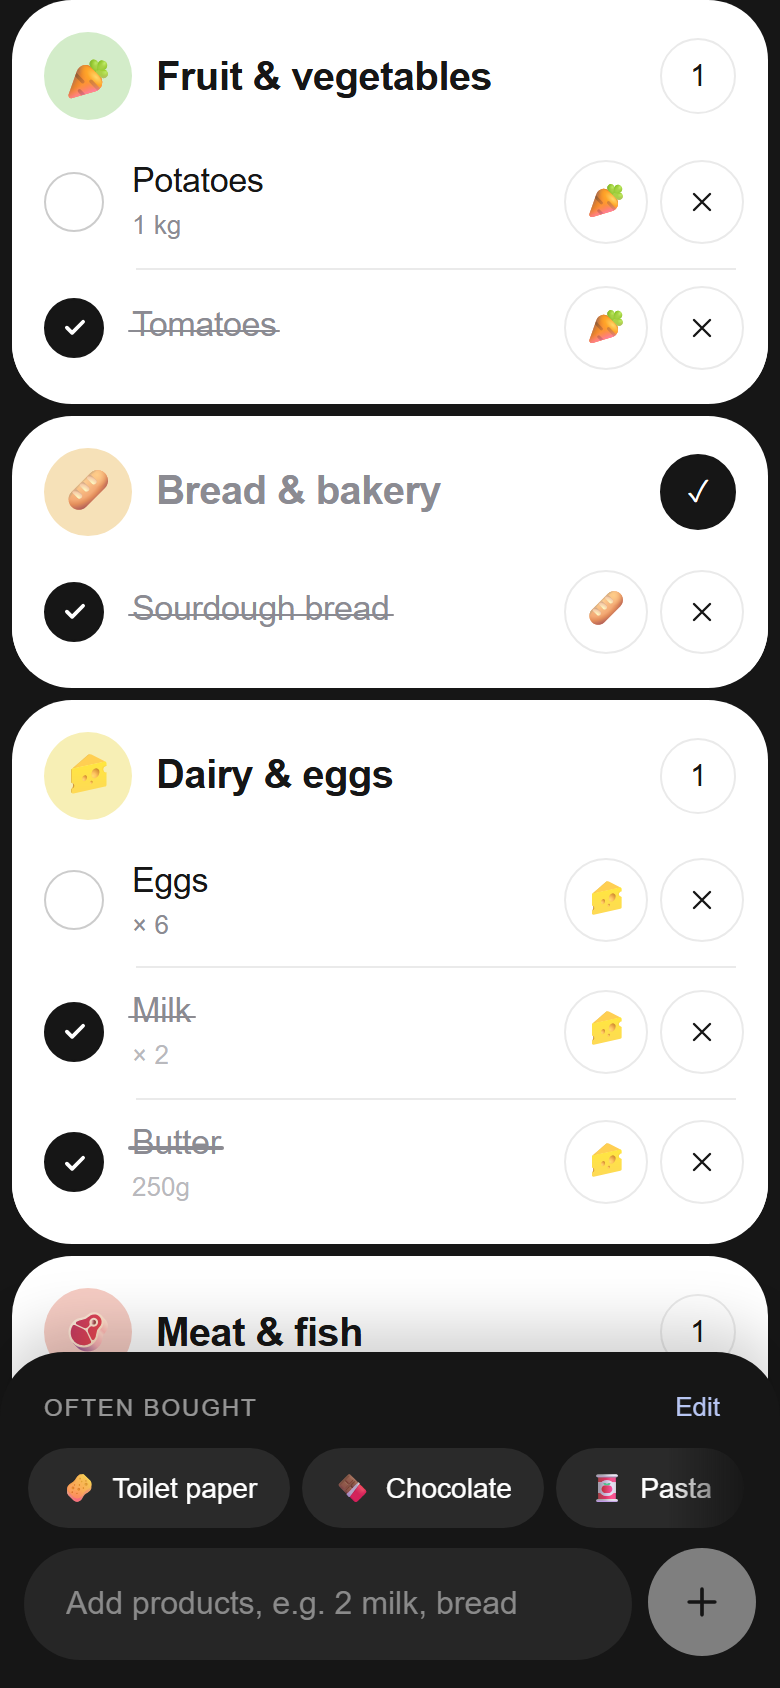 Fruit & vegetables
1
Potatoes
1 kg
Tomatoes
Bread & bakery
Sourdough bread
Dairy & eggs
1
Eggs
× 6
Milk
× 2
Butter
250g
Meat & fish
1
OFTEN BOUGHT
Edit
Toilet paper
Chocolate
Pasta
Add products, e.g. 2 milk, bread